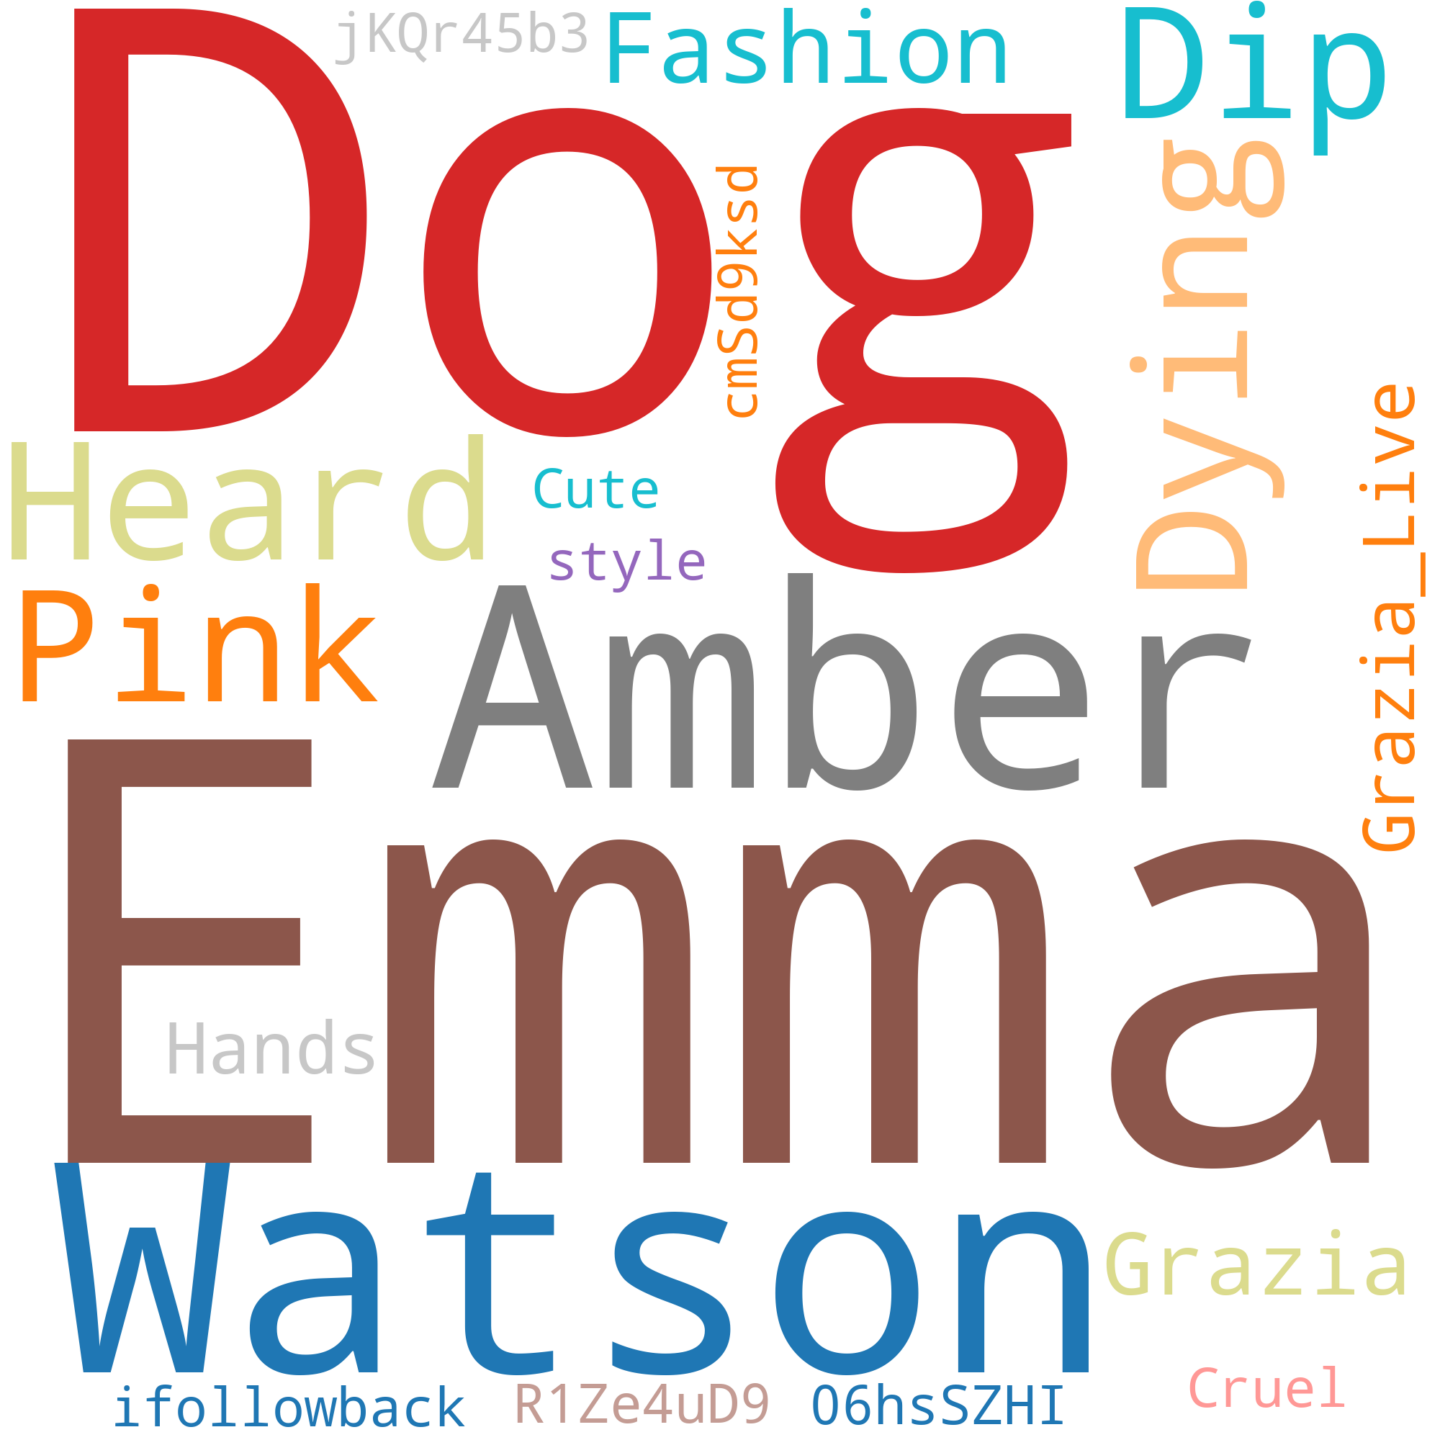 jKQr45b3
Fashion
Dip
Dog
cmSd9ksd
Dying
Heard
Cute
style
Grazia_Live
Pink
Amber
Emma
Hands
Watson
Grazia
Cruel
ifollowback
R1Ze4uD9
O6hsSZHI